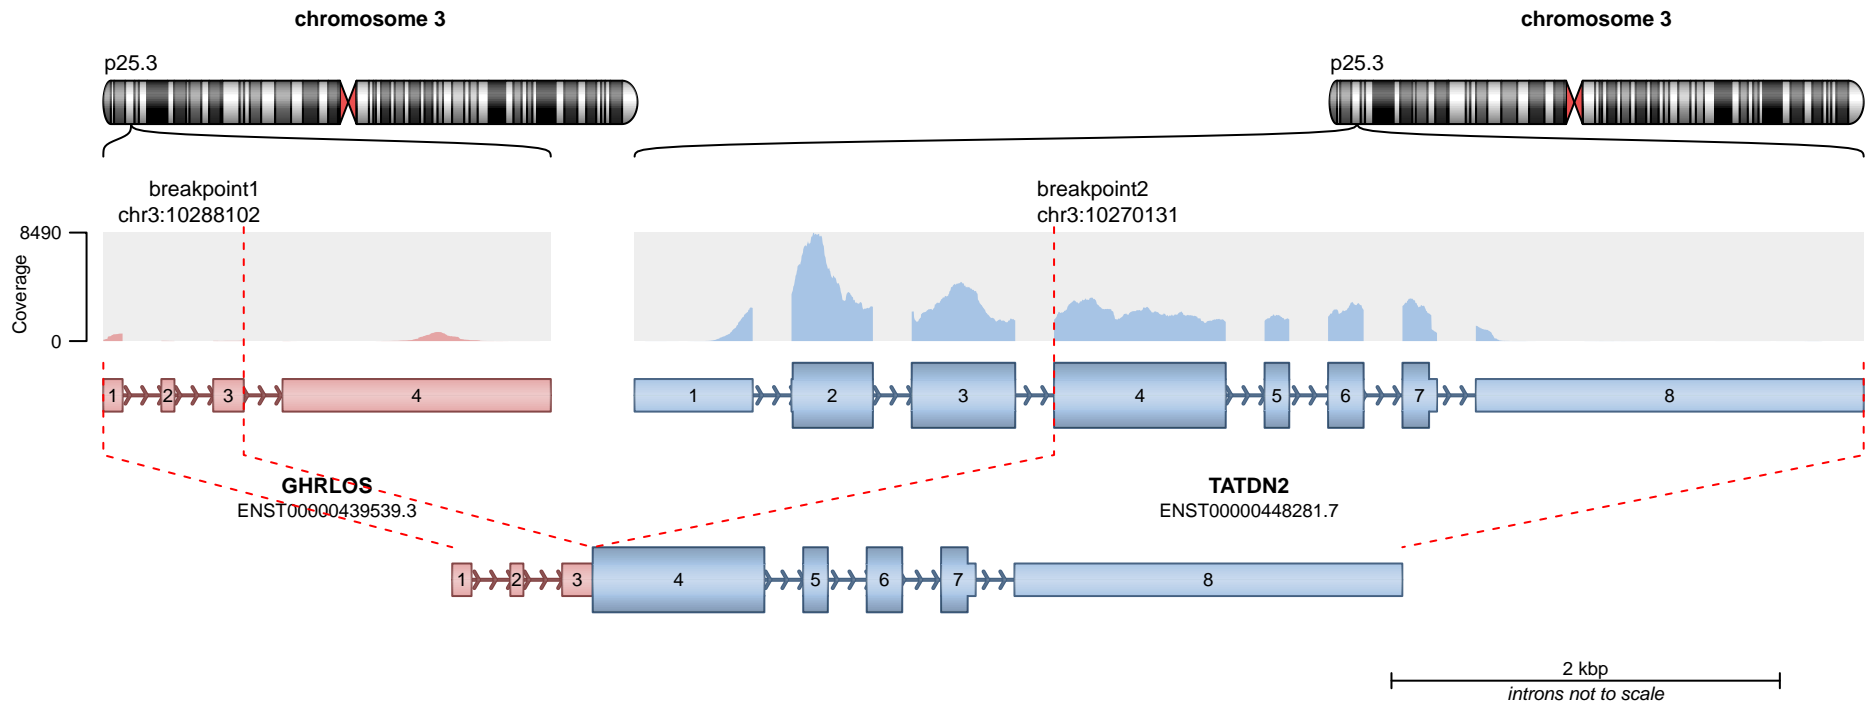 chromosome 3
chromosome 3
p25.3
p25.3
breakpoint1
chr3:10288102
breakpoint2
chr3:10270131
8490
0
Coverage
1 2 3 4
1 2 3 4 5 6 7 8
GHRLOS
ENST00000439539.3
TATDN2
ENST00000448281.7
1 2 3 4 5 6 7 8
2 kbp
introns not to scale